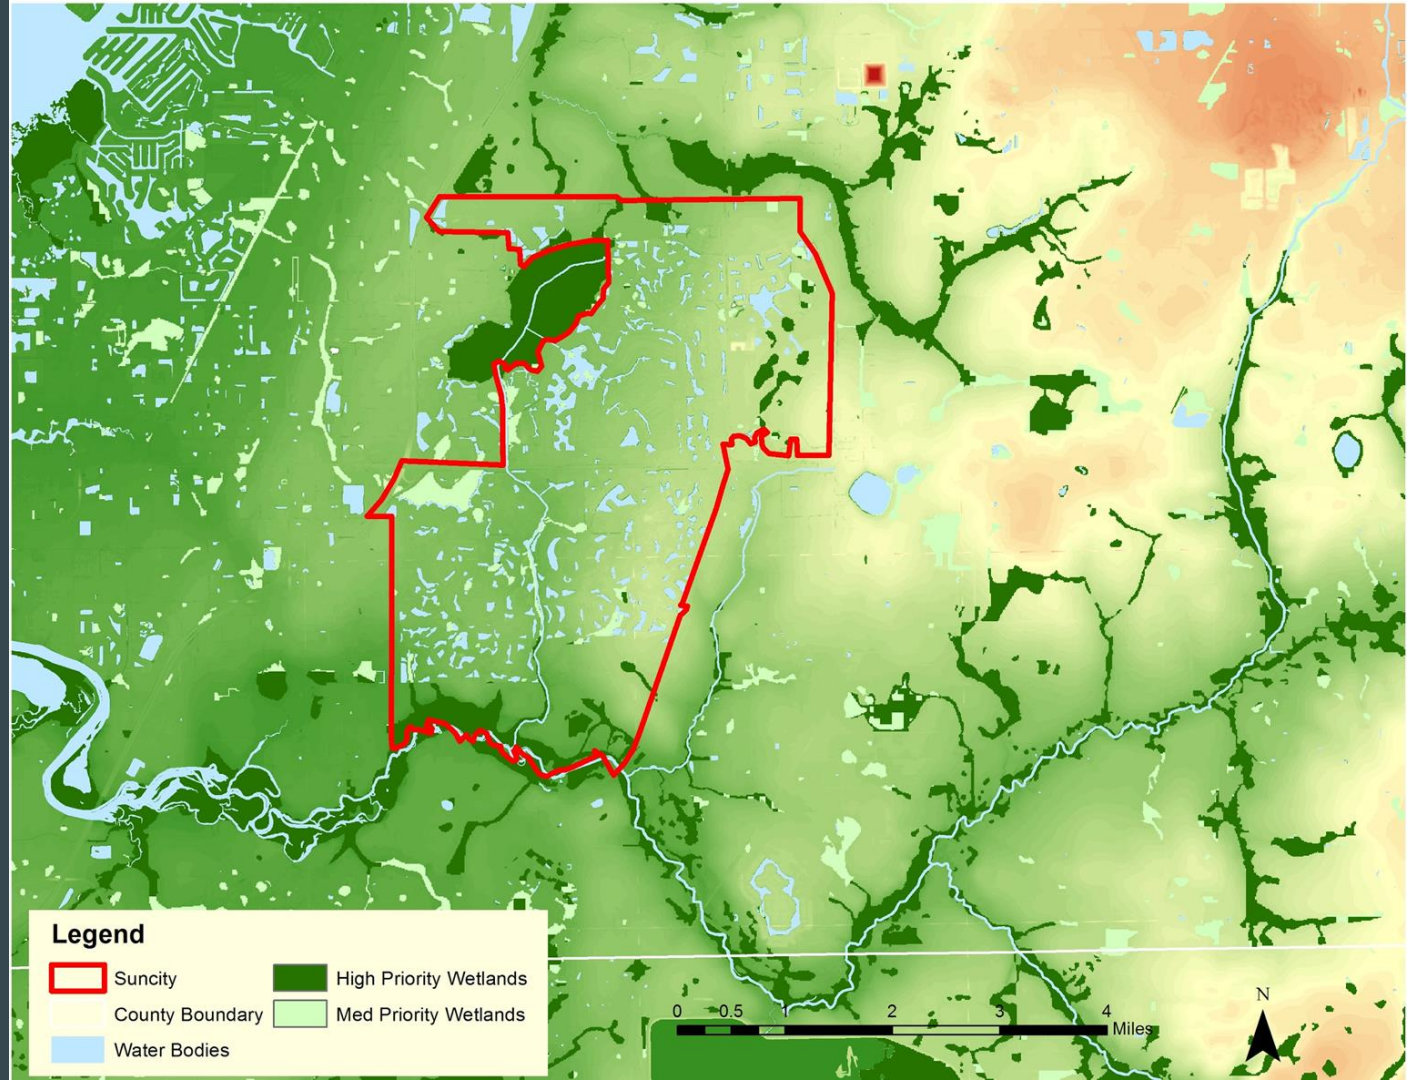 Legend
Suncity
High Priority Wetlands
County Boundary
Med Priority Wetlands
Water Bodies
0 0.5 1 2 3 4
Miles
N